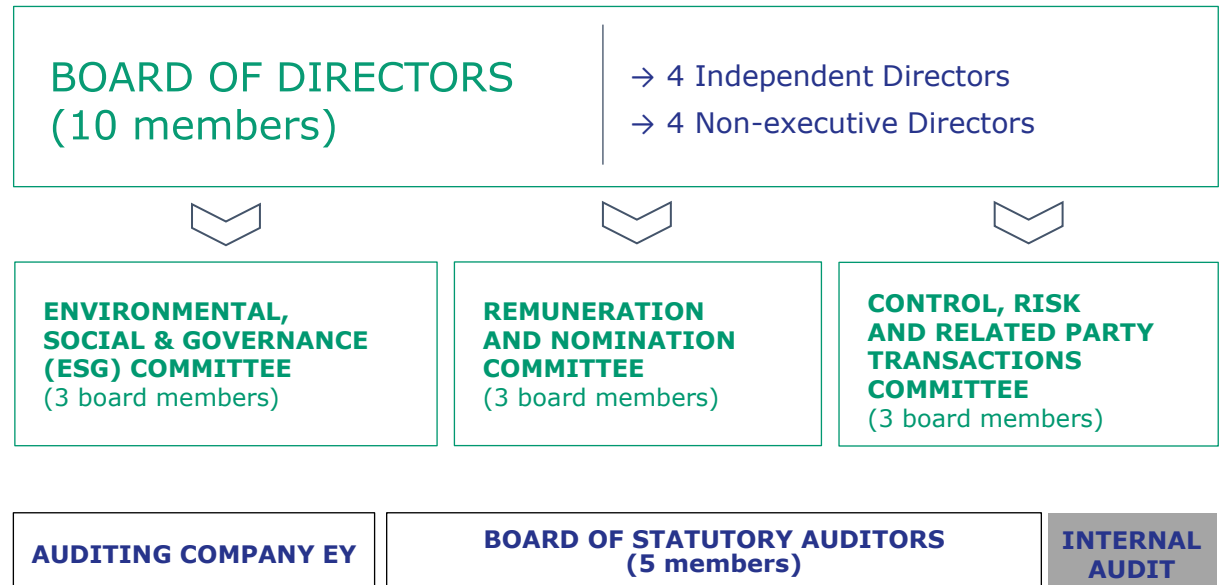 BOARD OF DIRECTORS
(10 members)
→ 4 Independent Directors
→ 4 Non-executive Directors
ENVIRONMENTAL,
SOCIAL & GOVERNANCE
(ESG) COMMITTEE
(3 board members)
REMUNERATION
AND NOMINATION
COMMITTEE
(3 board members)
CONTROL, RISK
AND RELATED PARTY
TRANSACTIONS
COMMITTEE
(3 board members)
AUDITING COMPANY EY
BOARD OF STATUTORY AUDITORS
(5 members)
INTERNAL
AUDIT